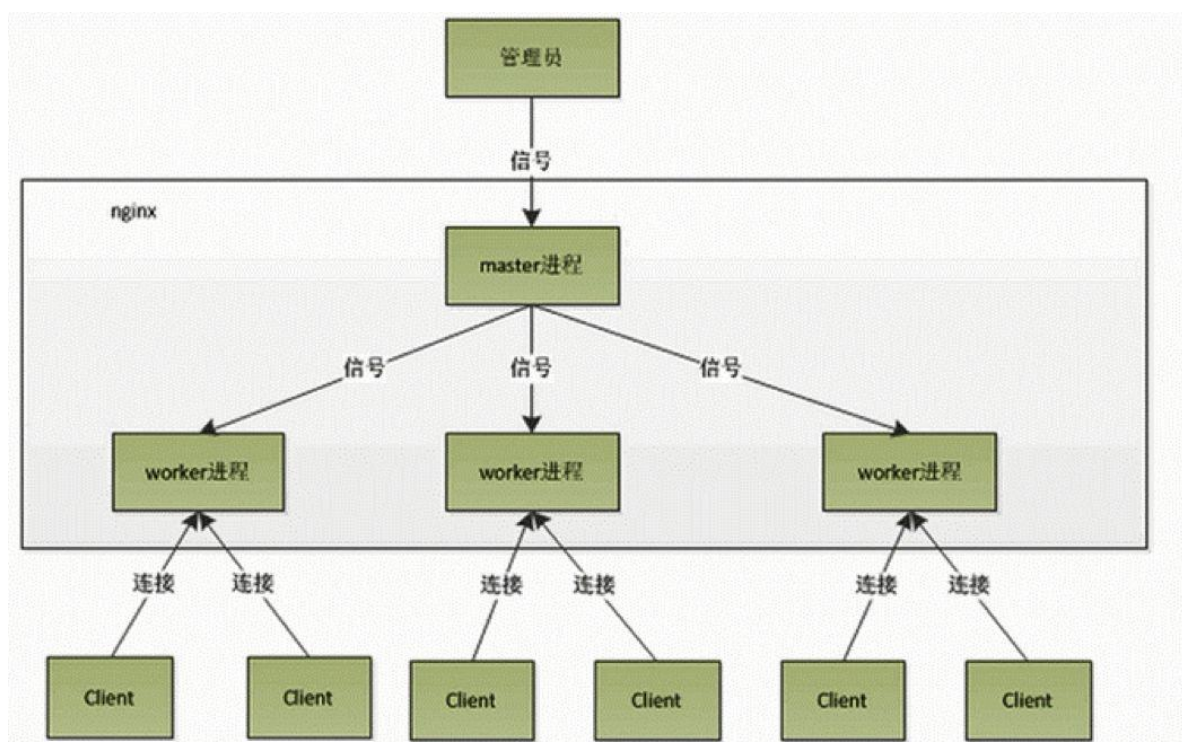 管理员
信号
nginx
master进程
信号
信号
信号
worker进程
worker进程
worker进程
连接
连接
连接
连接
连接
连接
Client
Client
Client
Client
Client
Client